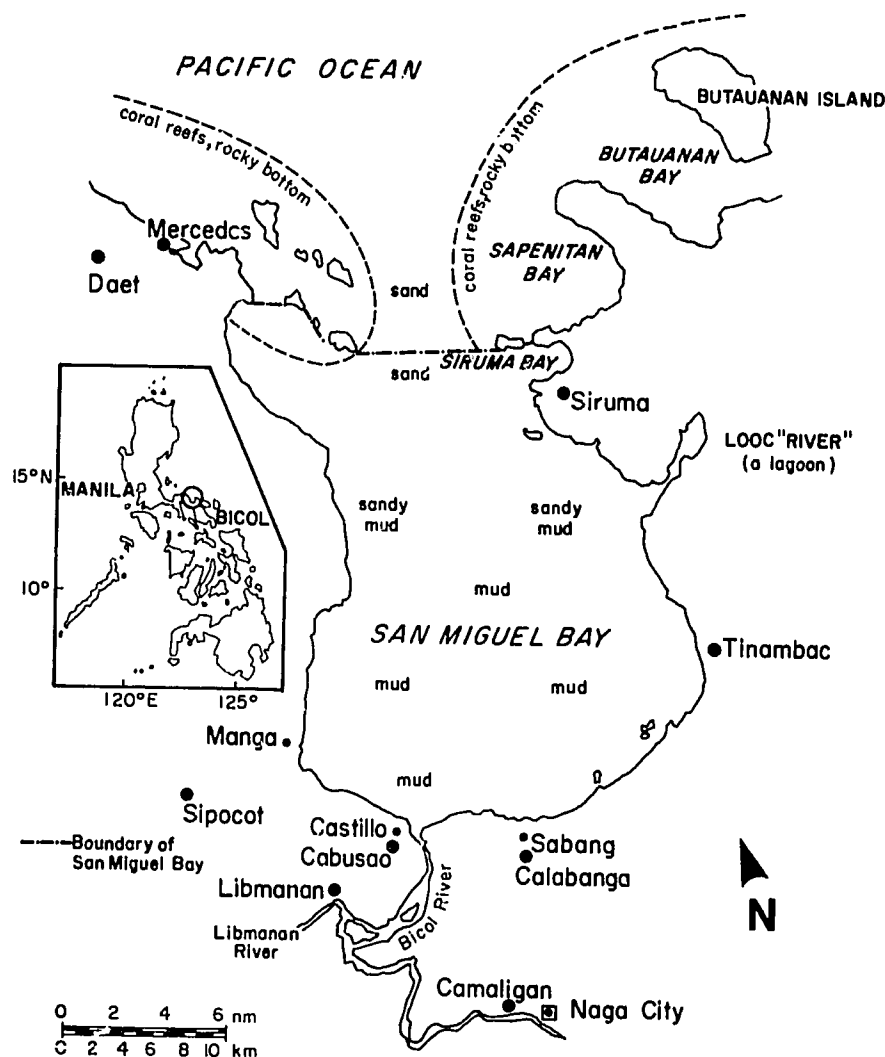 PACIFIC OCEAN
BUTAUANAN ISLAND
coral reefs, rocky bottom
coral reefs, rocky bottom
BUTAUANAN
BAY
Mercedes
Daet
SAPENITAN
BAY
sand
SIRUMA BAY
sand
Siruma
LOOC "RIVER"
(a lagoon)
15°N
MANILA
BICOL
10°
120°E
125°
sandy
mud
sandy
mud
mud
SAN MIGUEL BAY
Tinambac
mud
mud
Manga
mud
Sipocot
Castillo
Cabusao
Sabang
Calabanga
Boundary of
San Miguel Bay
Libmanan
Libmanan
River
Bicol River
N
Camaligan
Naga City
0 2 4 6 nm
0 2 4 6 8 10 km